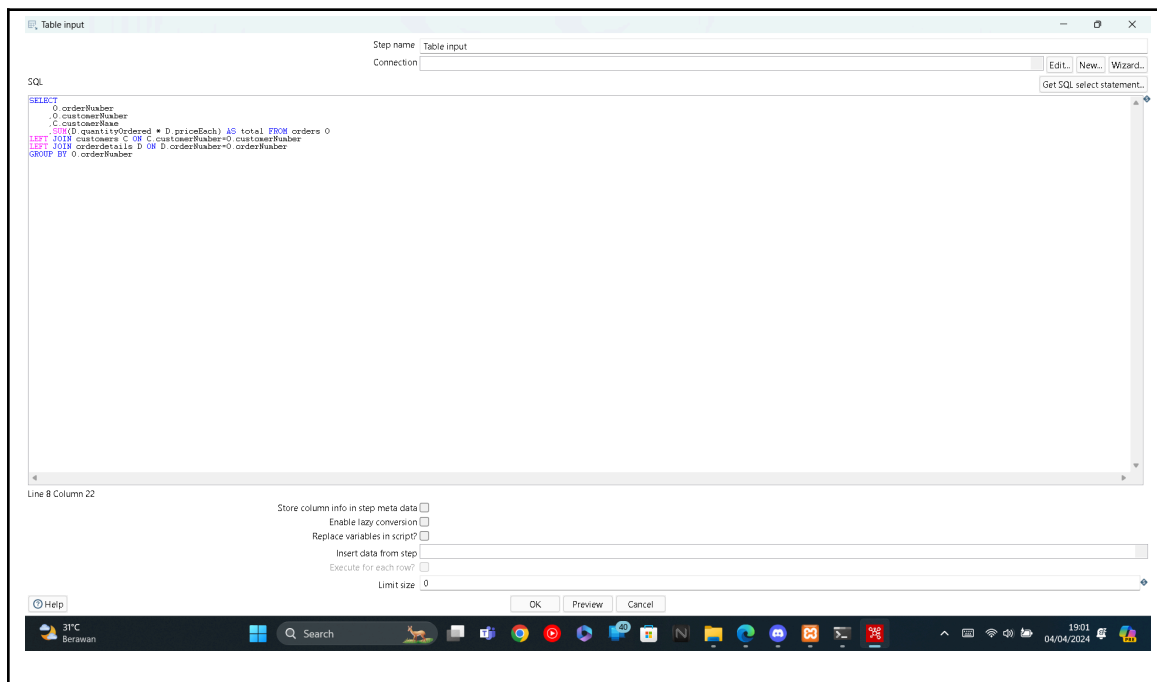 Table input
Step name Table input
Connection
Edit... New... Wizard...
SQL
Get SQL select statement...
SELECT
O.orderNumber
,O.customerNumber
,C.customerName
,SUM(D.quantityOrdered * D.priceEach) AS total FROM orders O
LEFT JOIN customers C ON C.customerNumber=O.customerNumber
LEFT JOIN orderdetails D ON D.orderNumber=O.orderNumber
GROUP BY O.orderNumber
Line 8 Column 22
Store column info in step meta data
Enable lazy conversion
Replace variables in script?
Insert data from step
Execute for each row?
Limit size 0
Help
OK Preview Cancel
31°C
Berawan
Search
40
19:01
04/04/2024